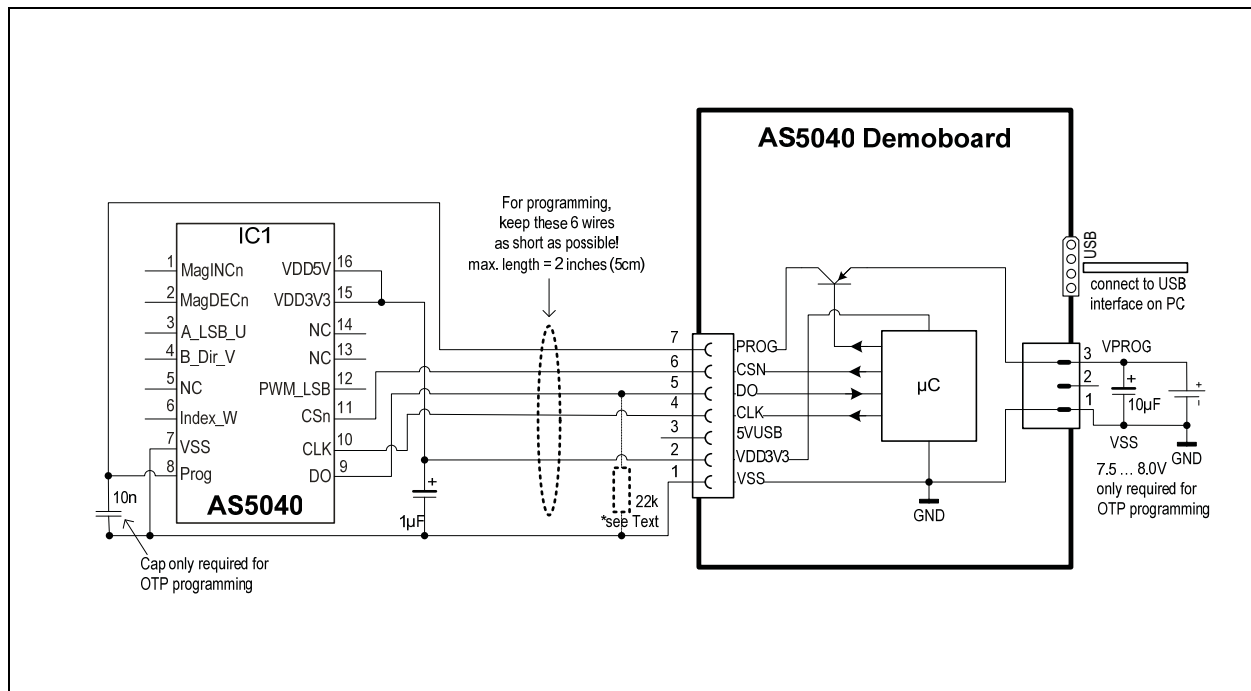 AS5040 Demoboard
For programming,
keep these 6 wires
as short as possible!
max. length = 2 inches (5cm)
IC1
1 MagINCn
2 MagDECn
3 A_LSB_U
4 B_Dir_V
5 NC
6 Index_W
7 VSS
8 Prog
VDD5V 16
VDD3V3 15
NC 14
NC 13
PWM_LSB 12
CSn 11
CLK 10
DO 9
AS5040
10n
Cap only required for
OTP programming
+
1µF
22k
*see Text
7 PROG
6 CSN
5 DO
4 CLK
3 5VUSB
2 VDD3V3
1 VSS
µC
GND
USB
connect to USB
interface on PC
3 VPROG
2
1
+
10µF
+
-
VSS
GND
7.5 ... 8.0V
only required for
OTP programming